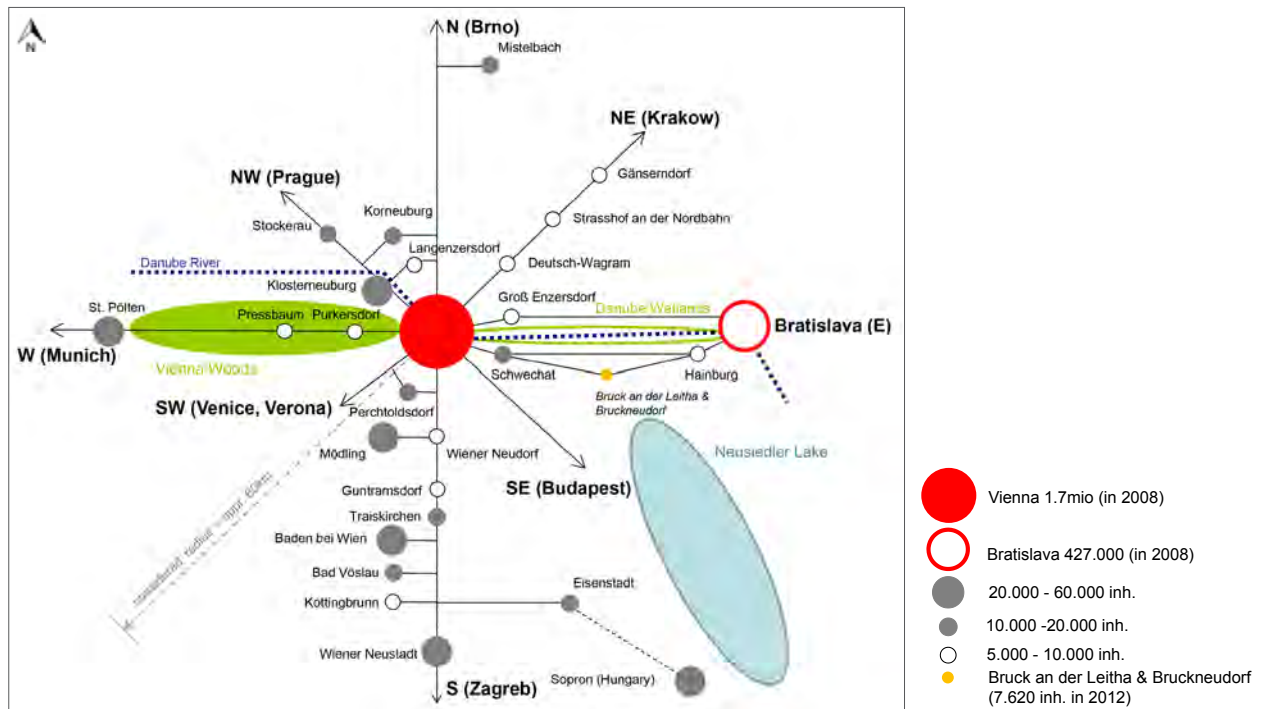 N
N (Brno)
Mistelbach
NE (Krakow)
Gänserndorf
NW (Prague)
Stockerau
Korneuburg
Strasshof an der Nordbahn
Langenzersdorf
Danube River
Deutsch-Wagram
Klosterneuburg
Groß Enzersdorf
St. Pölten
Pressbaum
Purkersdorf
Danube Wetlands
Bratislava (E)
W (Munich)
Vienna Woods
Schwechat
Hainburg
SW (Venice, Verona)
Perchtoldsdorf
Bruck an der Leitha &
Bruckneudorf
Mödling
Wiener Neudorf
Neusiedler Lake
SE (Budapest)
considered radius - appr. 60km
Guntramsdorf
Traiskirchen
Baden bei Wien
Bad Vöslau
Eisenstadt
Kottingbrunn
Wiener Neustadt
Sopron (Hungary)
S (Zagreb)
Vienna 1.7mio (in 2008)
Bratislava 427.000 (in 2008)
20.000 - 60.000 inh.
10.000 -20.000 inh.
5.000 - 10.000 inh.
Bruck an der Leitha & Bruckneudorf
(7.620 inh. in 2012)